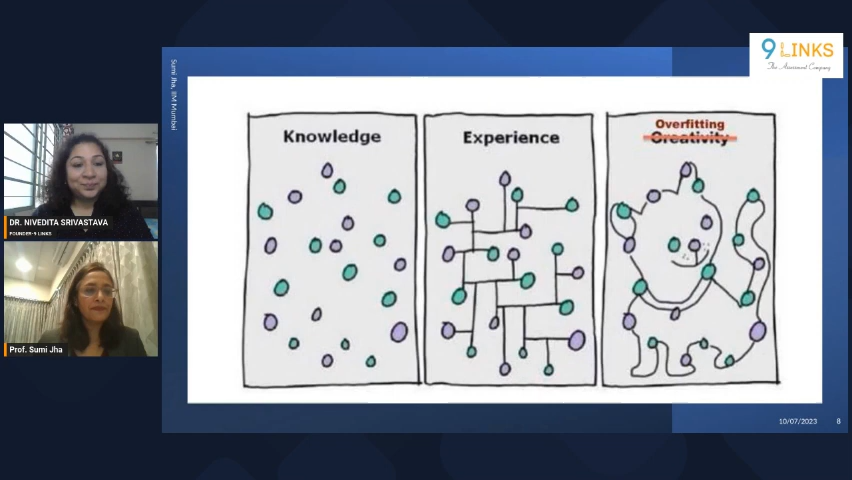 9 LINKS
The Atorward Company
Sumi Jha, IIM Mumbai
Knowledge
Experience
Overfitting
Creativity
DR. NIVEDITA SRIVASTAVA
FOUNDER-9 LINKS
Prof. Sumi Jha
10/07/2023 8